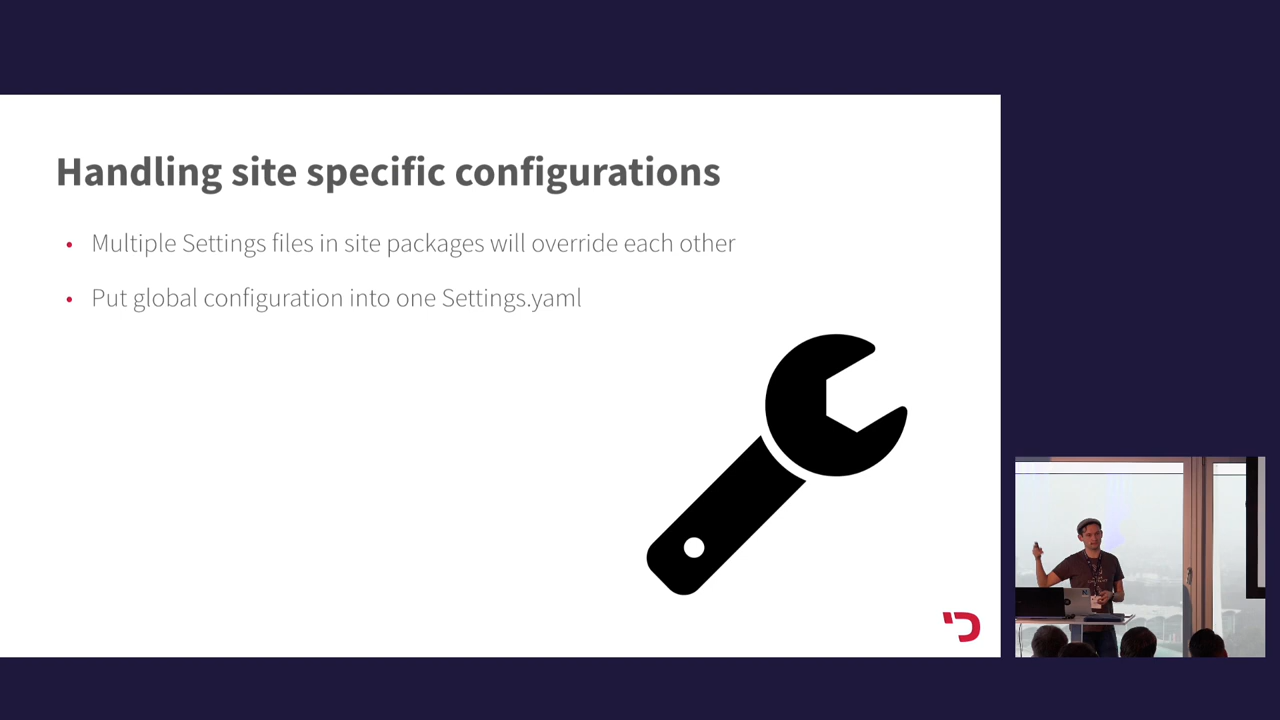 Handling site specific configurations
• Multiple Settings files in site packages will override each other
• Put global configuration into one Settings.yaml